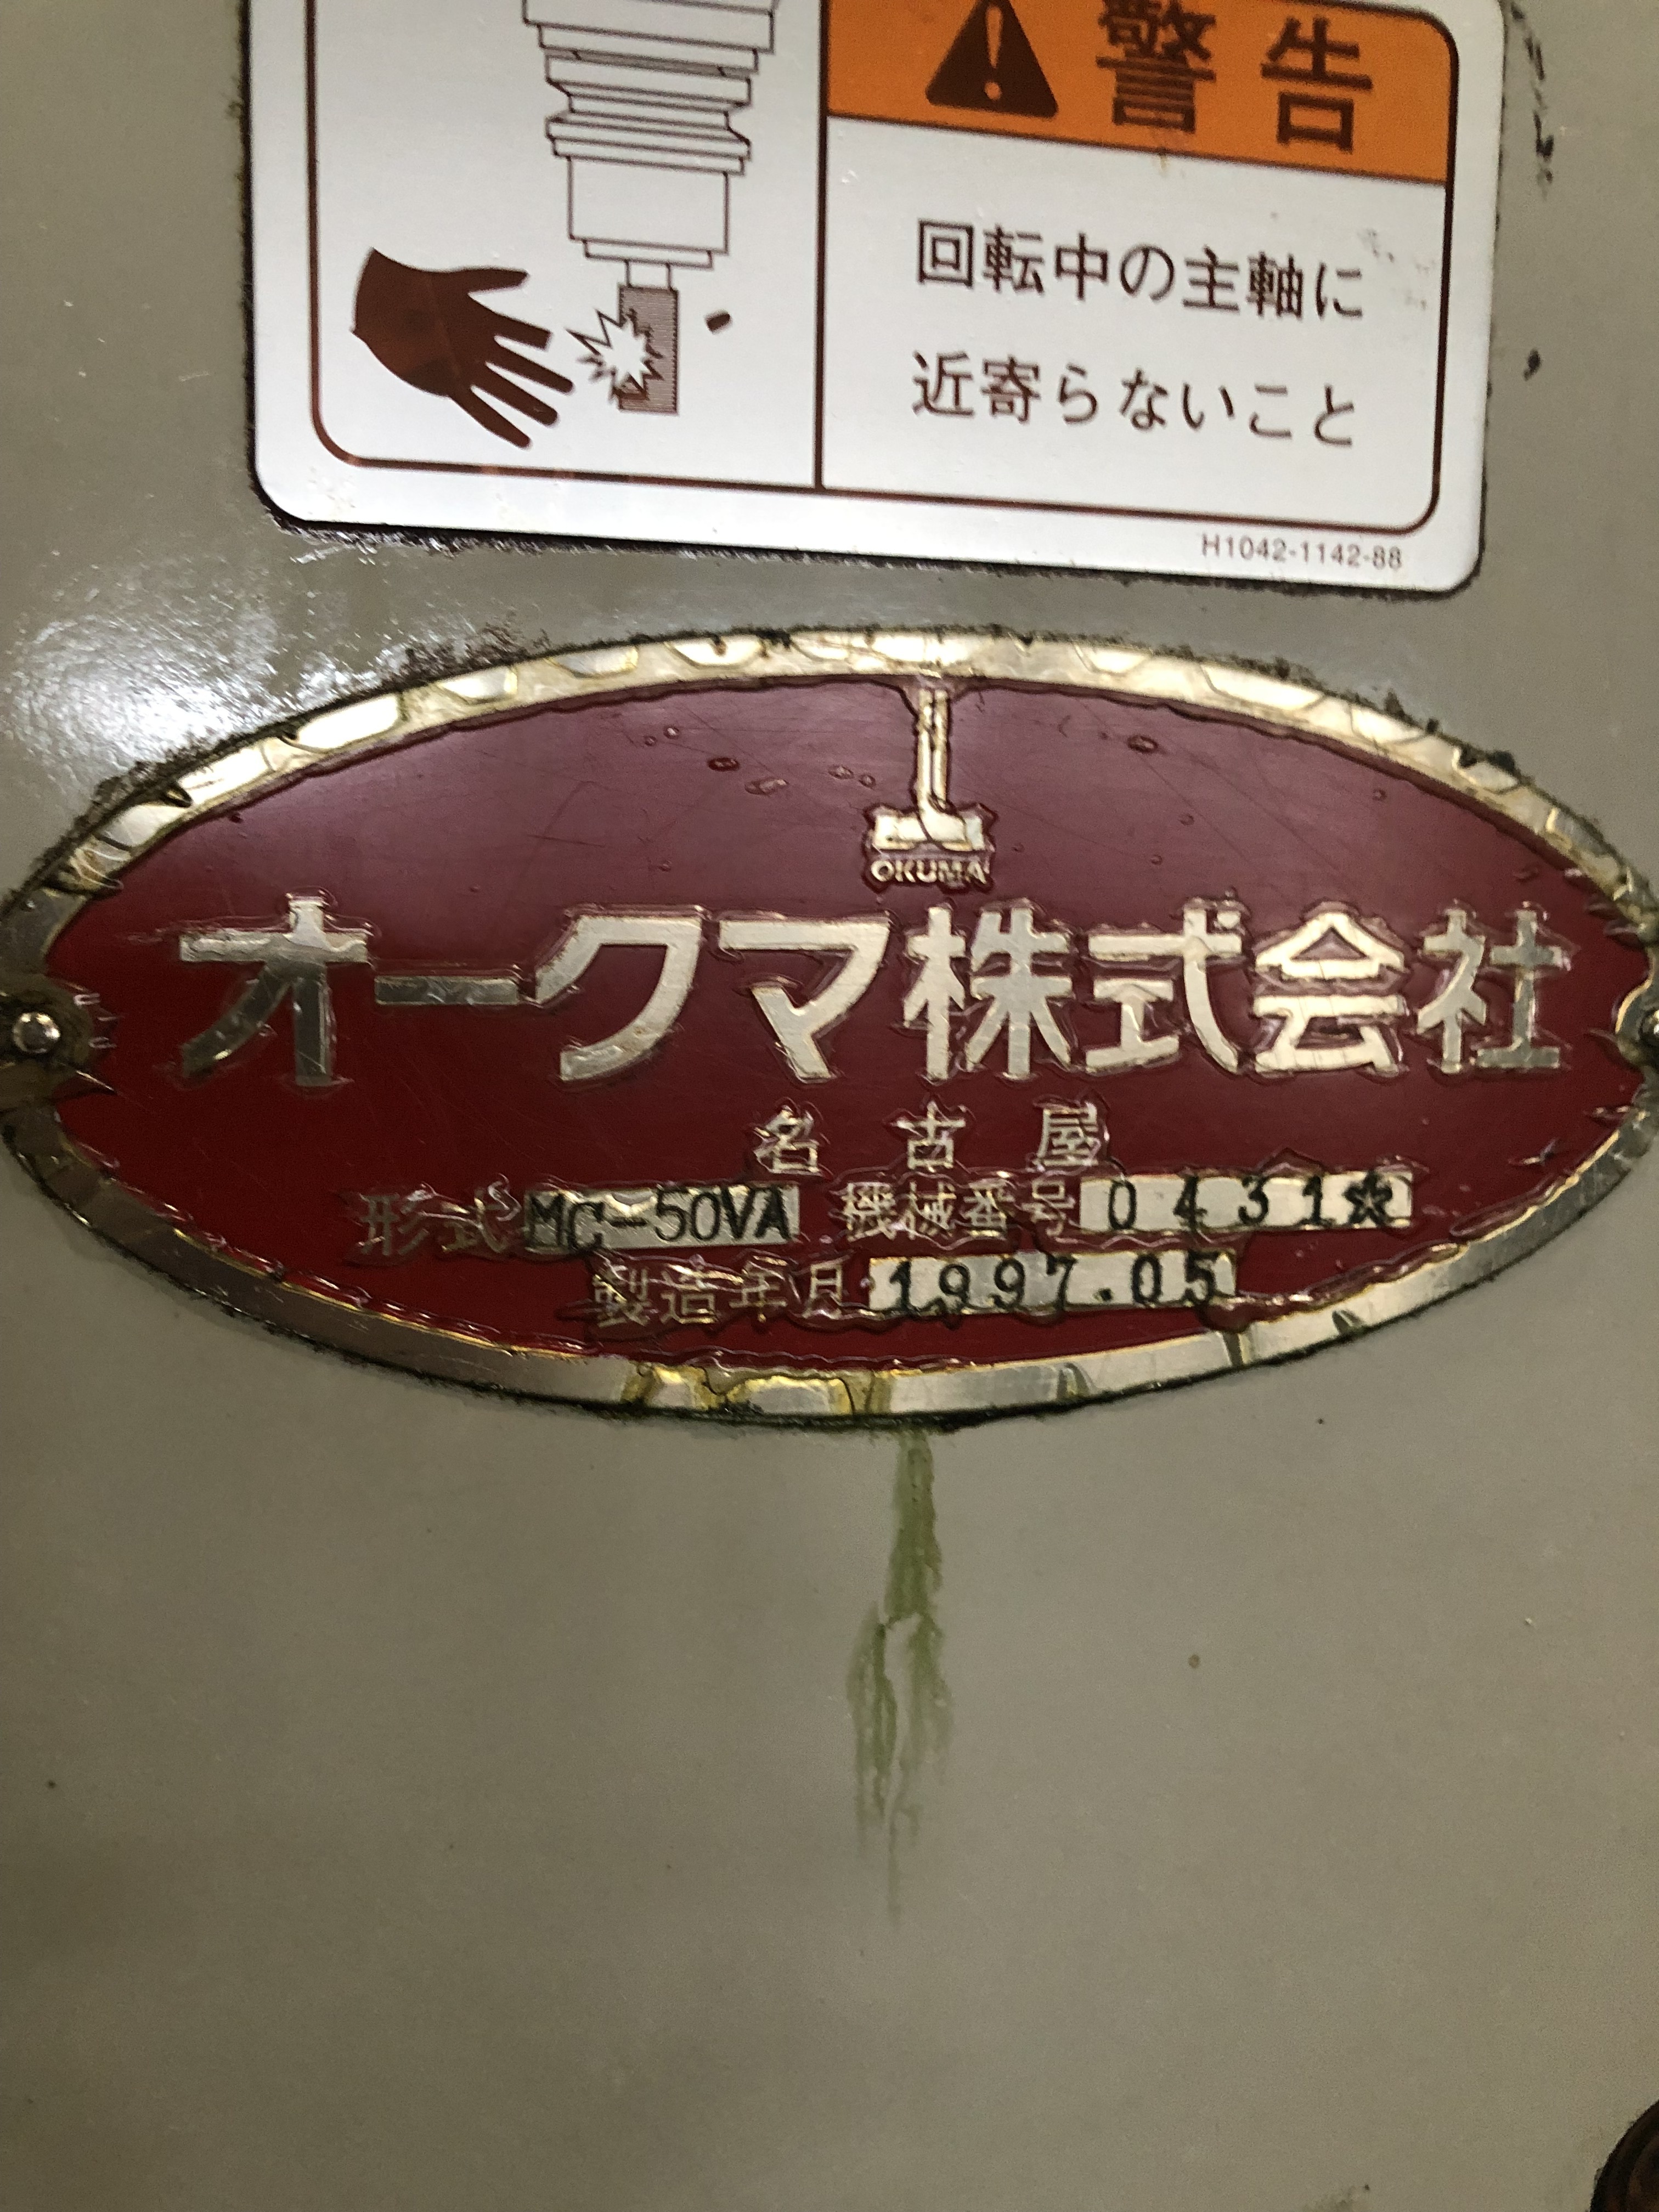 警告
回転中の主軸に
近寄らないこと
H1042-1142-88
OKUMA
オークマ株式会社
名古屋
形式 MC-50VA 機械番号 0431☆
製造年月 1997.05